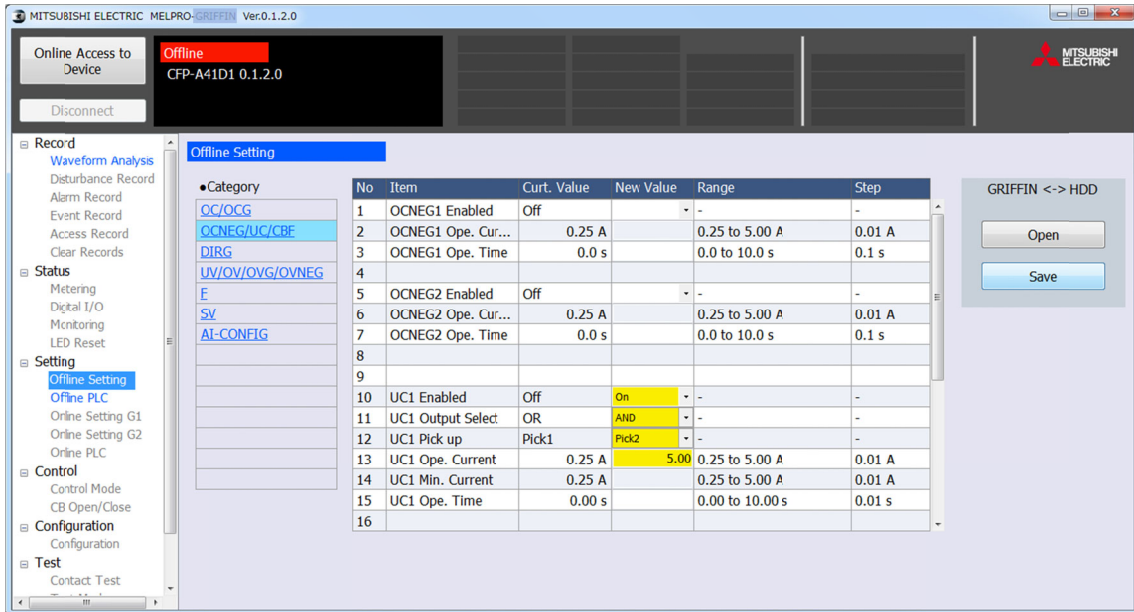 MITSUBISHI ELECTRIC MELPRO-GRIFFIN Ver.0.1.2.0
Online Access to Device
Disconnect
Offline
CFP-A41D1 0.1.2.0
MITSUBISHI ELECTRIC
Record
Waveform Analysis
Disturbance Record
Alarm Record
Event Record
Access Record
Clear Records
Status
Metering
Digital I/O
Monitoring
LED Reset
Setting
Offline Setting
Offline PLC
Online Setting G1
Online Setting G2
Online PLC
Control
Control Mode
CB Open/Close
Configuration
Configuration
Test
Contact Test
Offline Setting
●Category
OC/OCG
OCNEG/UC/CBF
DIRG
UV/OV/OVG/OVNEG
F
SV
AI-CONFIG
No Item Curt. Value New Value Range Step
1 OCNEG1 Enabled Off - -
2 OCNEG1 Ope. Cur... 0.25 A 0.25 to 5.00 A 0.01 A
3 OCNEG1 Ope. Time 0.0 s 0.0 to 10.0 s 0.1 s
4
5 OCNEG2 Enabled Off - -
6 OCNEG2 Ope. Cur... 0.25 A 0.25 to 5.00 A 0.01 A
7 OCNEG2 Ope. Time 0.0 s 0.0 to 10.0 s 0.1 s
8
9
10 UC1 Enabled Off On - -
11 UC1 Output Select OR AND - -
12 UC1 Pick up Pick1 Pick2 - -
13 UC1 Ope. Current 0.25 A 5.00 0.25 to 5.00 A 0.01 A
14 UC1 Min. Current 0.25 A 0.25 to 5.00 A 0.01 A
15 UC1 Ope. Time 0.00 s 0.00 to 10.00 s 0.01 s
16
GRIFFIN <-> HDD
Open
Save